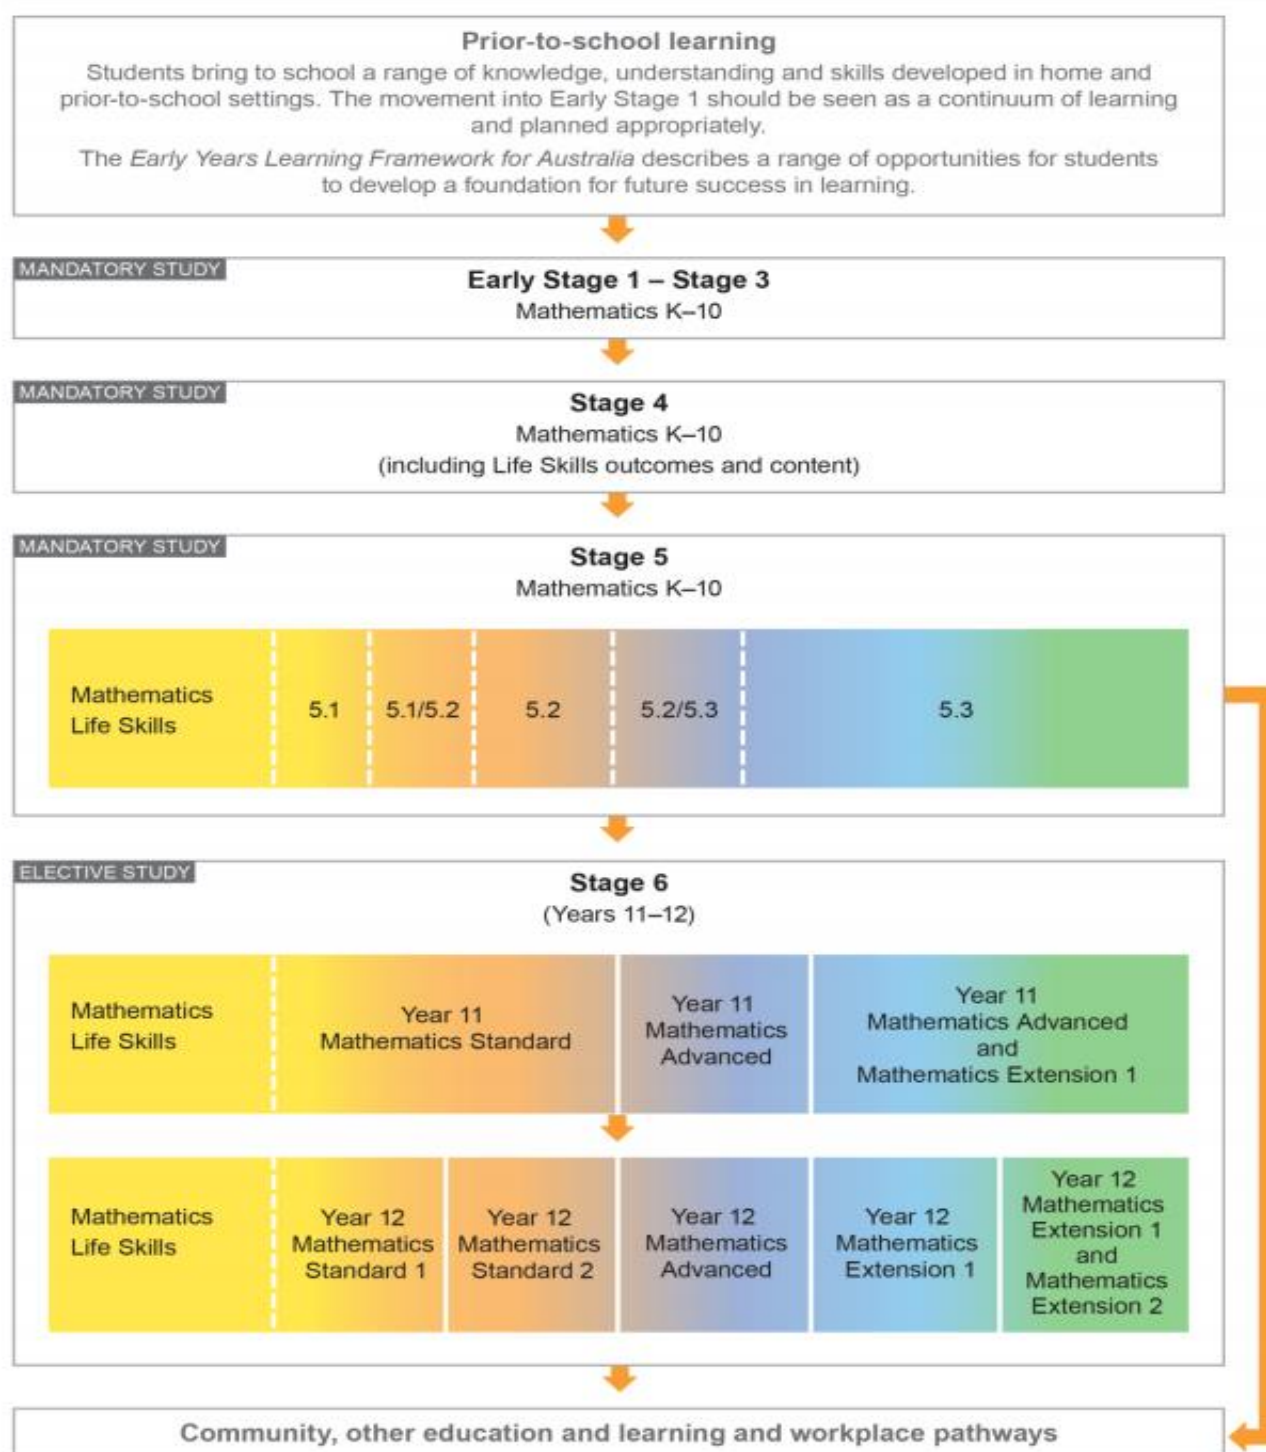 Prior-to-school learning
Students bring to school a range of knowledge, understanding and skills developed in home and
prior-to-school settings. The movement into Early Stage 1 should be seen as a continuum of learning
and planned appropriately.
The Early Years Learning Framework for Australia describes a range of opportunities for students
to develop a foundation for future success in learning.
MANDATORY STUDY
Early Stage 1 – Stage 3
Mathematics K–10
MANDATORY STUDY
Stage 4
Mathematics K–10
(including Life Skills outcomes and content)
MANDATORY STUDY
Stage 5
Mathematics K–10
Mathematics
Life Skills
5.1
5.1/5.2
5.2
5.2/5.3
5.3
ELECTIVE STUDY
Stage 6
(Years 11–12)
Mathematics
Life Skills
Year 11
Mathematics Standard
Year 11
Mathematics
Advanced
Year 11
Mathematics Advanced
and
Mathematics Extension 1
Mathematics
Life Skills
Year 12
Mathematics
Standard 1
Year 12
Mathematics
Standard 2
Year 12
Mathematics
Advanced
Year 12
Mathematics
Extension 1
Year 12
Mathematics
Extension 1
and
Mathematics
Extension 2
Community, other education and learning and workplace pathways